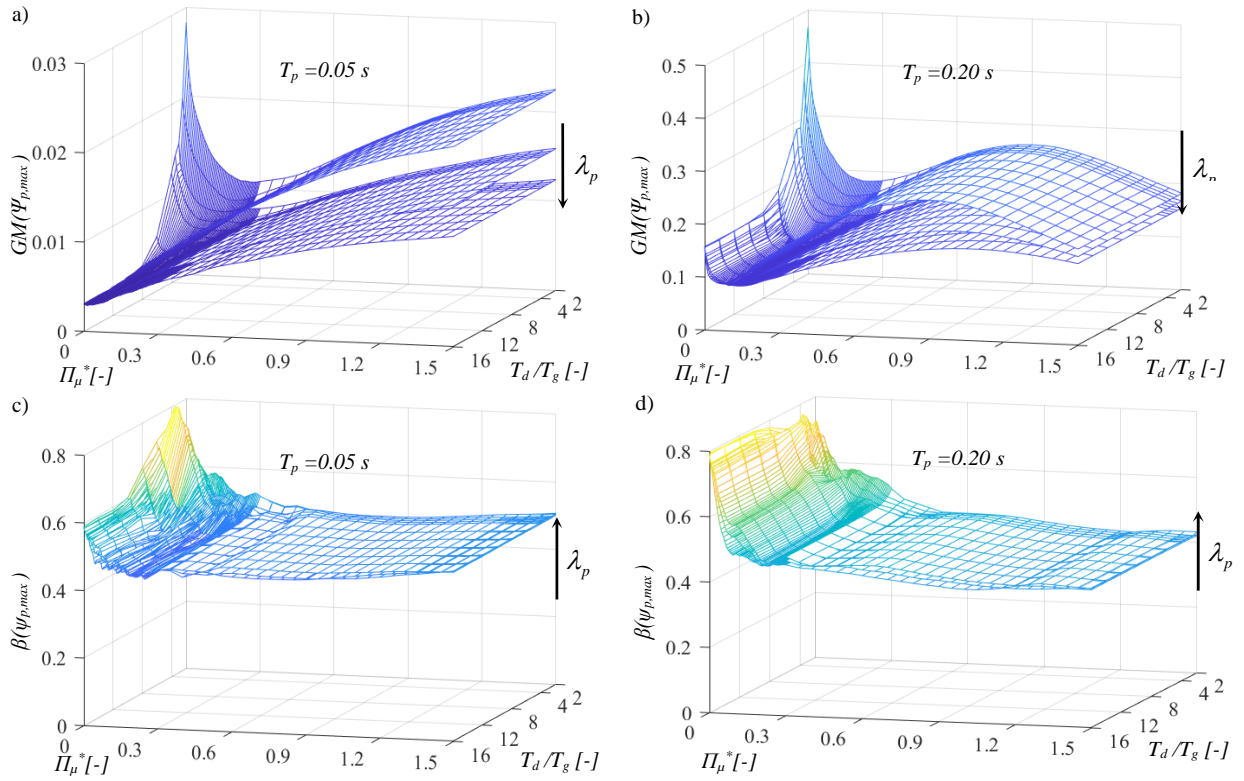 a)
T_p =0.05 s
0.03
0.02
0.01
0
GM(Ψ_p,max)
λ_p
0
0.3
0.6
0.9
1.2
1.5
Π_μ*[-]
16
12
8
4
2
T_d /T_g [-]
b)
T_p =0.20 s
0.5
0.4
0.3
0.2
0.1
0
GM(Ψ_p,max)
λ_p
0
0.3
0.6
0.9
1.2
1.5
Π_μ*[-]
16
12
8
4
2
T_d /T_g [-]
c)
T_p =0.05 s
0.8
0.6
0.4
0.2
0
β(ψ_p,max)
λ_p
0
0.3
0.6
0.9
1.2
1.5
Π_μ*[-]
16
12
8
4
2
T_d /T_g [-]
d)
T_p =0.20 s
0.8
0.6
0.4
0.2
0
β(ψ_p,max)
λ_p
0
0.3
0.6
0.9
1.2
1.5
Π_μ*[-]
16
12
8
4
2
T_d /T_g [-]